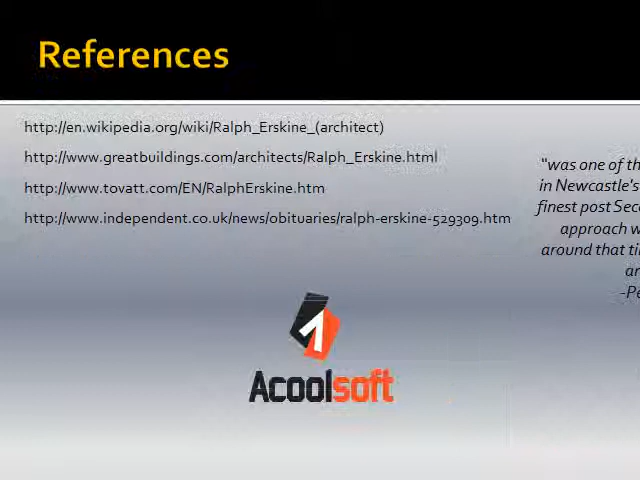 References
http://en.wikipedia.org/wiki/Ralph_Erskine_(architect)
http://www.greatbuildings.com/architects/Ralph_Erskine.html
http://www.tovatt.com/EN/RalphErskine.htm
http://www.independent.co.uk/news/obituaries/ralph-erskine-529309.htm
"was one of th
in Newcastle's
finest post Seco
approach w
around that ti
ar
-Pe
Acoolsoft